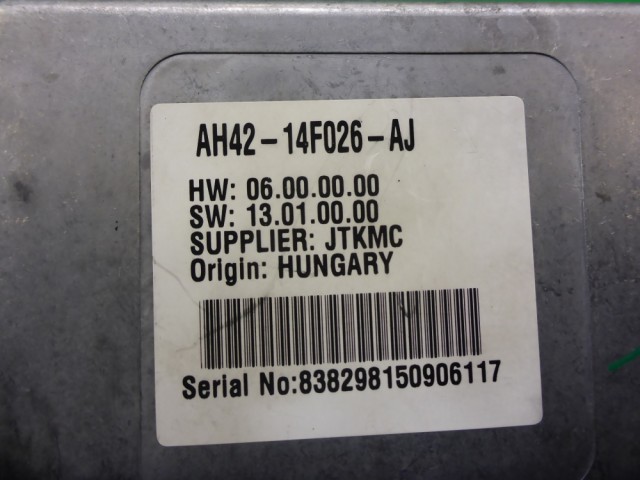 AH42-14F026-AJ
HW: 06.00.00.00
SW: 13.01.00.00
SUPPLIER: JTKMC
Origin: HUNGARY
Serial No:838298150906117